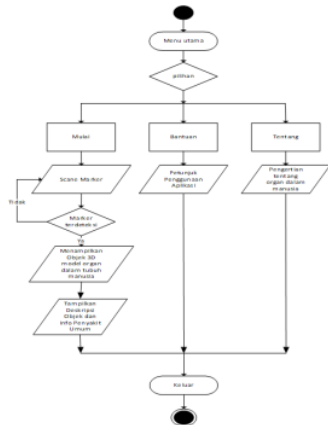 Menu utama
pilihan
Mulai
Bantuan
Tentang
Scane Marker
Petunjuk
Penggunaan
Aplikasi
Pengertian
tentang
organ dalam
manusia
Tidak
Marker
terdeteksi
Ya
Menampilkan
Objek 3D
model organ
dalam tubuh
manusia
Tampilkan
Deskripsi
Objek dan
Info Penyakit
Umum
Keluar